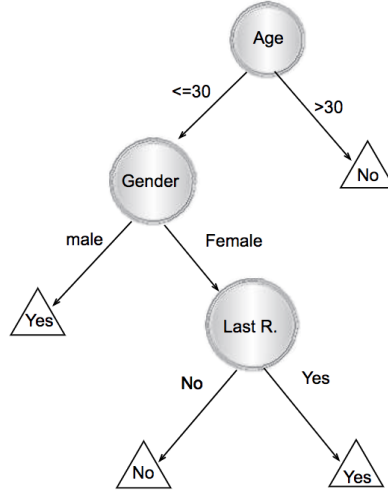 Age
<=30
>30
Gender
No
male
Female
Yes
Last R.
No
Yes
No
Yes